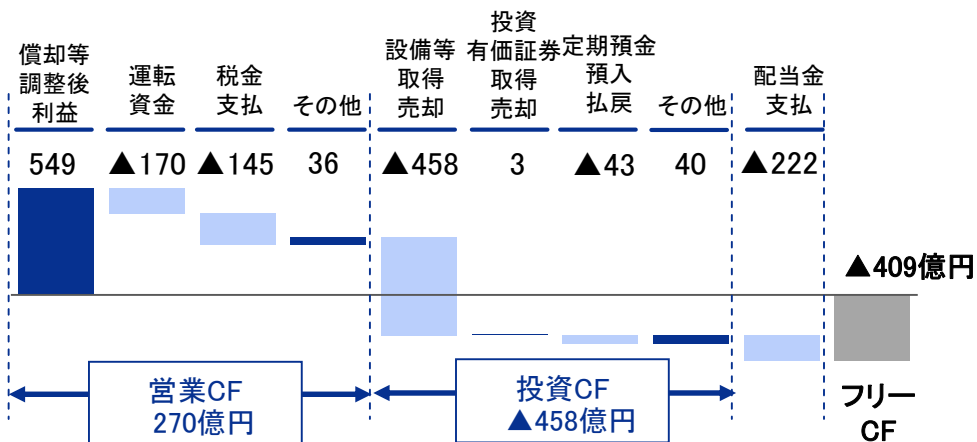 償却等
調整後
利益
運転
資金
税金
支払
その他
設備等
取得
売却
投資
有価証券
取得
売却
定期預金
預入
払戻
その他
配当金
支払
549
▲170
▲145
36
▲458
3
▲43
40
▲222
▲409億円
営業CF
270億円
投資CF
▲458億円
フリー
CF